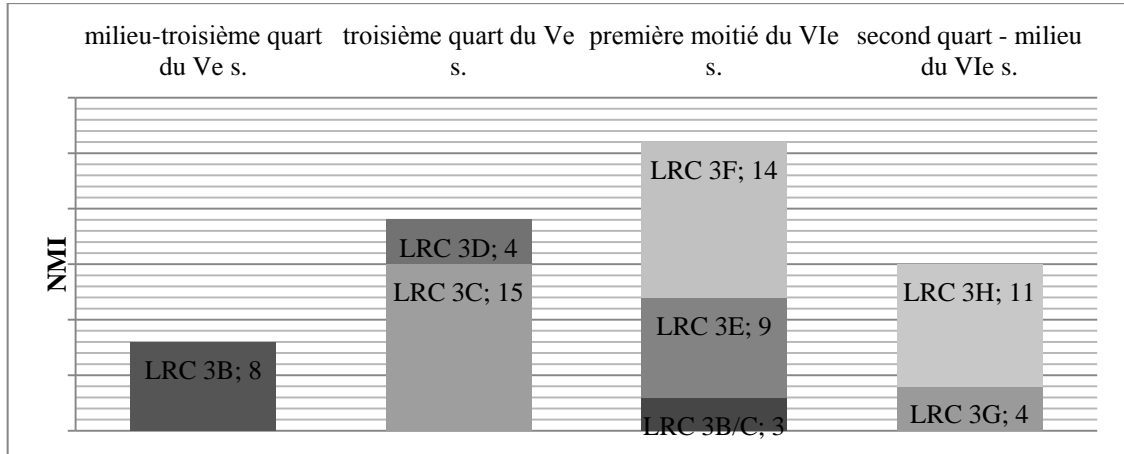 milieu-troisième quart
du Ve s.
troisième quart du Ve
s.
première moitié du VIe
s.
second quart - milieu
du VIe s.
NMI
LRC 3B; 8
LRC 3D; 4
LRC 3C; 15
LRC 3F; 14
LRC 3E; 9
LRC 3B/C; 3
LRC 3H; 11
LRC 3G; 4